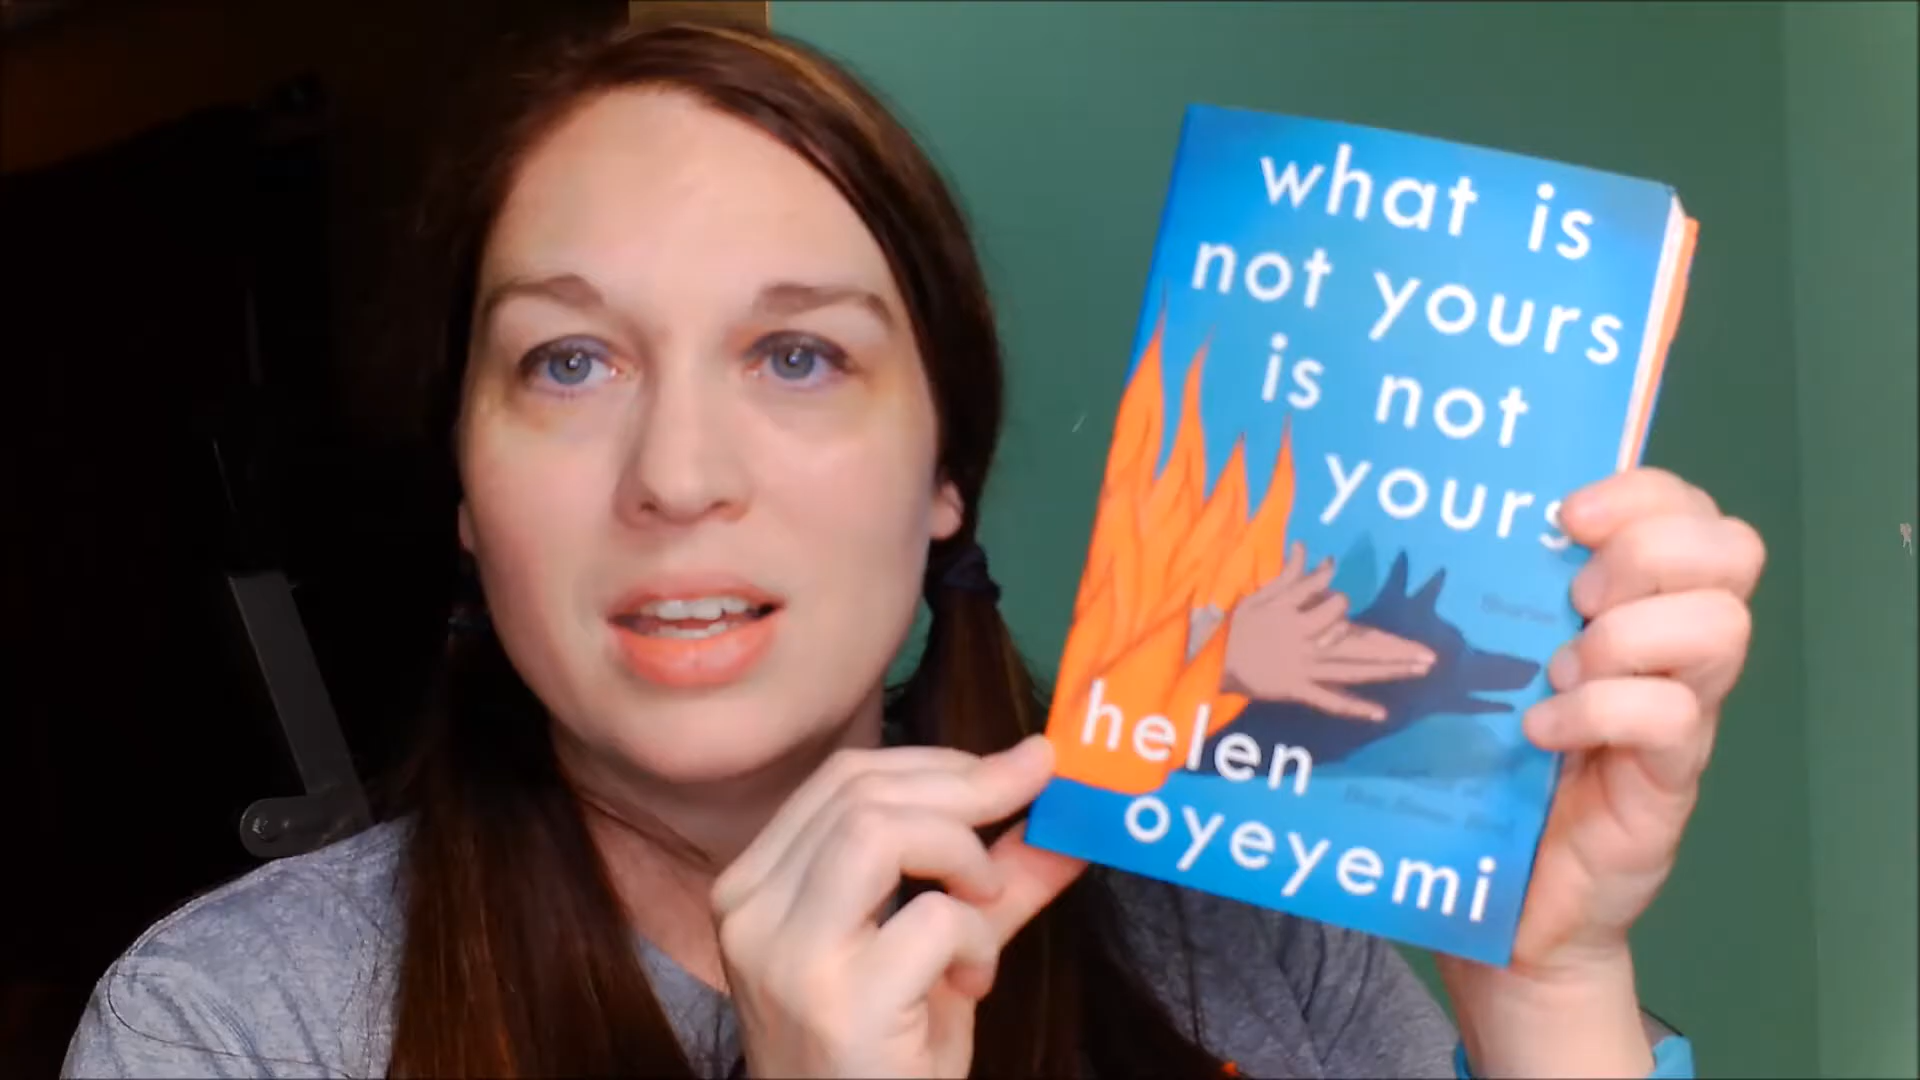 what is
not yours
is not
yours
helen
oyeyemi